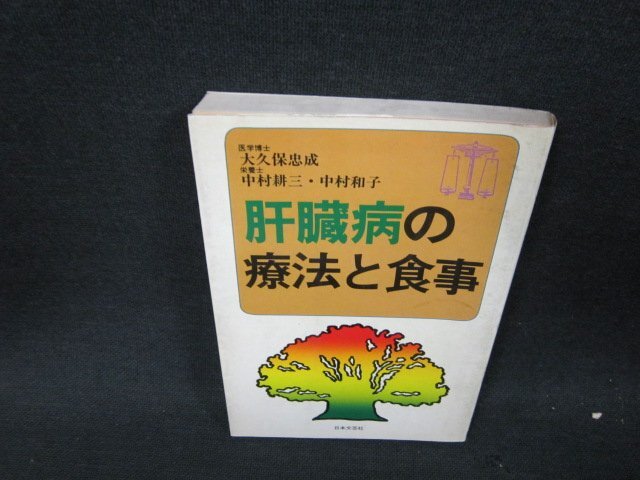 医学博士
大久保忠成
栄養士
中村耕三・中村和子
肝臓病の
療法と食事
日本文芸社